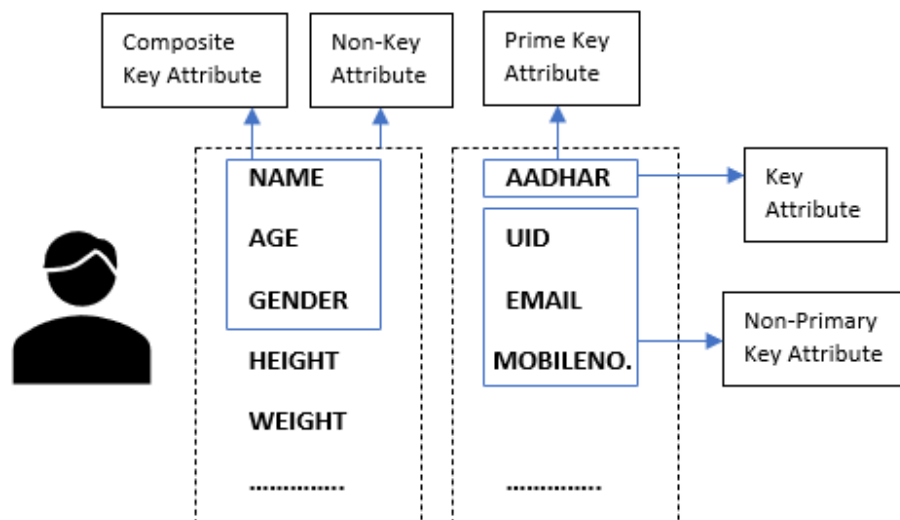 Composite
Key Attribute
Non-Key
Attribute
Prime Key
Attribute
NAME
AGE
GENDER
HEIGHT
WEIGHT
..............
AADHAR
UID
EMAIL
MOBILENO.
..............
Key
Attribute
Non-Primary
Key Attribute